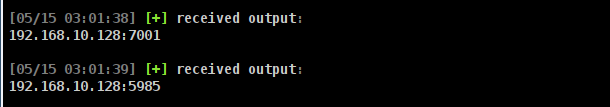 [05/15 03:01:38] [+] received output:
192.168.10.128:7001
[05/15 03:01:39] [+] received output:
192.168.10.128:5985